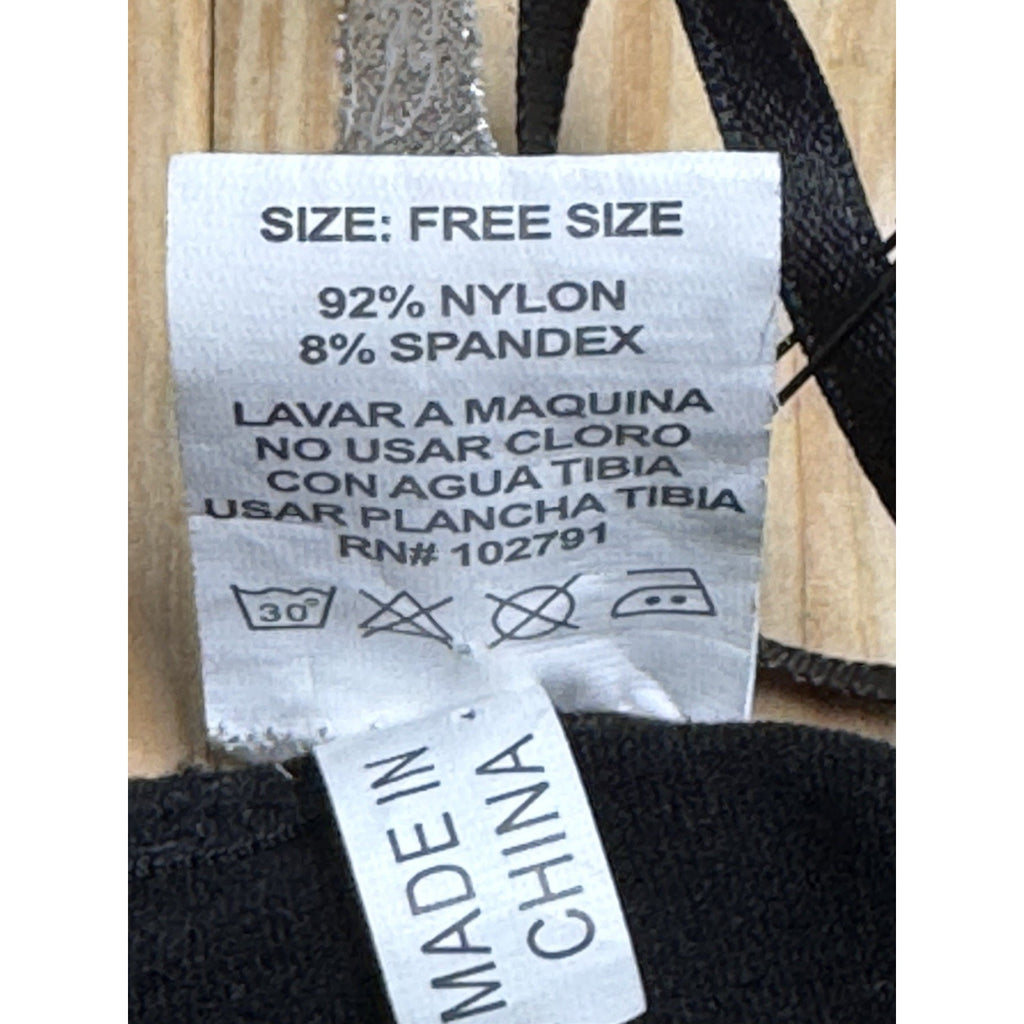 SIZE: FREE SIZE
92% NYLON
8% SPANDEX
LAVAR A MAQUINA
NO USAR CLORO
CON AGUA TIBIA
USAR PLANCHA TIBIA
RN# 102791
30°
MADE IN
CHINA